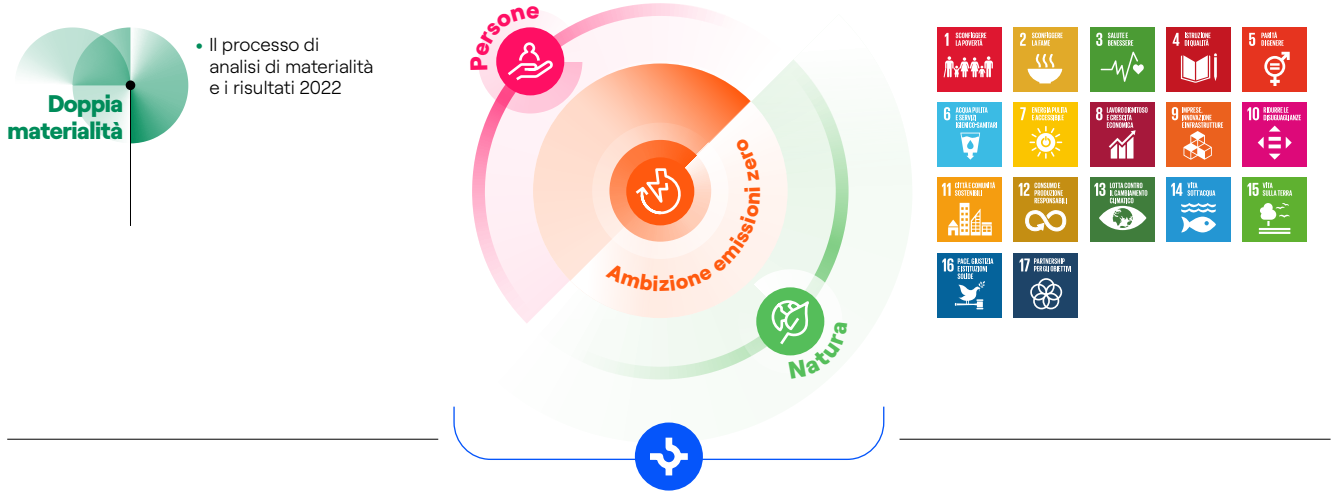 Doppia
materialità
• Il processo di
analisi di materialità
e i risultati 2022
Persone
Ambizione emissioni zero
Natura
1 SCONFIGGERE
LA POVERTÀ
2 SCONFIGGERE
LA FAME
3 SALUTE E
BENESSERE
4 ISTRUZIONE
DI QUALITÀ
5 PARITÀ
DI GENERE
6 ACQUA PULITA
E SERVIZI
IGIENICO-SANITARI
7 ENERGIA PULITA
E ACCESSIBILE
8 LAVORO DIGNITOSO
E CRESCITA
ECONOMICA
9 IMPRESE,
INNOVAZIONE
E INFRASTRUTTURE
10 RIDURRE LE
DISUGUAGLIANZE
11 CITTÀ E COMUNITÀ
SOSTENIBILI
12 CONSUMO E
PRODUZIONE
RESPONSABILI
13 LOTTA CONTRO
IL CAMBIAMENTO
CLIMATICO
14 VITA
SOTT'ACQUA
15 VITA
SULLA TERRA
16 PACE, GIUSTIZIA
E ISTITUZIONI
SOLIDE
17 PARTNERSHIP
PER GLI OBIETTIVI